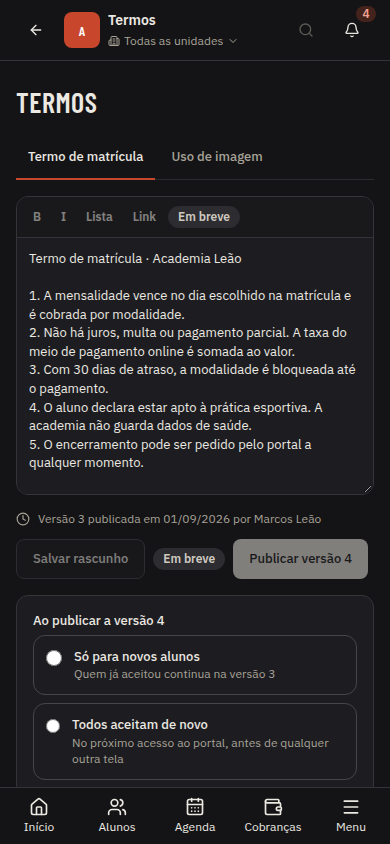 A
Termos
Todas as unidades
4
TERMOS
Termo de matrícula
Uso de imagem
B I Lista Link Em breve
Termo de matrícula · Academia Leão
1. A mensalidade vence no dia escolhido na matrícula e
é cobrada por modalidade.
2. Não há juros, multa ou pagamento parcial. A taxa do
meio de pagamento online é somada ao valor.
3. Com 30 dias de atraso, a modalidade é bloqueada até
o pagamento.
4. O aluno declara estar apto à prática esportiva. A
academia não guarda dados de saúde.
5. O encerramento pode ser pedido pelo portal a
qualquer momento.
Versão 3 publicada em 01/09/2026 por Marcos Leão
Salvar rascunho Em breve Publicar versão 4
Ao publicar a versão 4
Só para novos alunos
Quem já aceitou continua na versão 3
Todos aceitam de novo
No próximo acesso ao portal, antes de qualquer
outra tela
Início Alunos Agenda Cobranças Menu